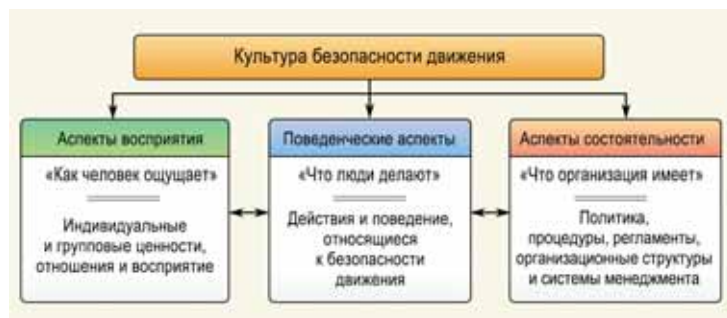 Культура безопасности движения
Аспекты восприятия
«Как человек ощущает»
Индивидуальные
и групповые ценности,
отношения и восприятие
Поведенческие аспекты
«Что люди делают»
Действия и поведение,
относящиеся
к безопасности
движения
Аспекты состоятельности
«Что организация имеет»
Политика,
процедуры, регламенты,
организационные структуры
и системы менеджмента